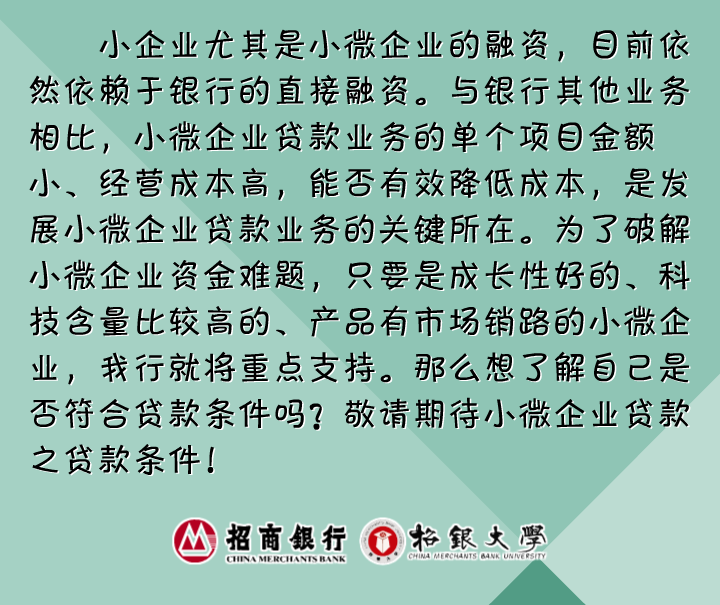 小企业尤其是小微企业的融资，目前依
然依赖于银行的直接融资。与银行其他业务
相比，小微企业贷款业务的单个项目金额
小、经营成本高，能否有效降低成本，是发
展小微企业贷款业务的关键所在。为了破解
小微企业资金难题，只要是成长性好的、科
技含量比较高的、产品有市场销路的小微企
业，我行就将重点支持。那么想了解自己是
否符合贷款条件吗？敬请期待小微企业贷款
之贷款条件！
招商银行
CHINA MERCHANTS BANK
招银大學
CHINA MERCHANTS BANK UNIVERSITY